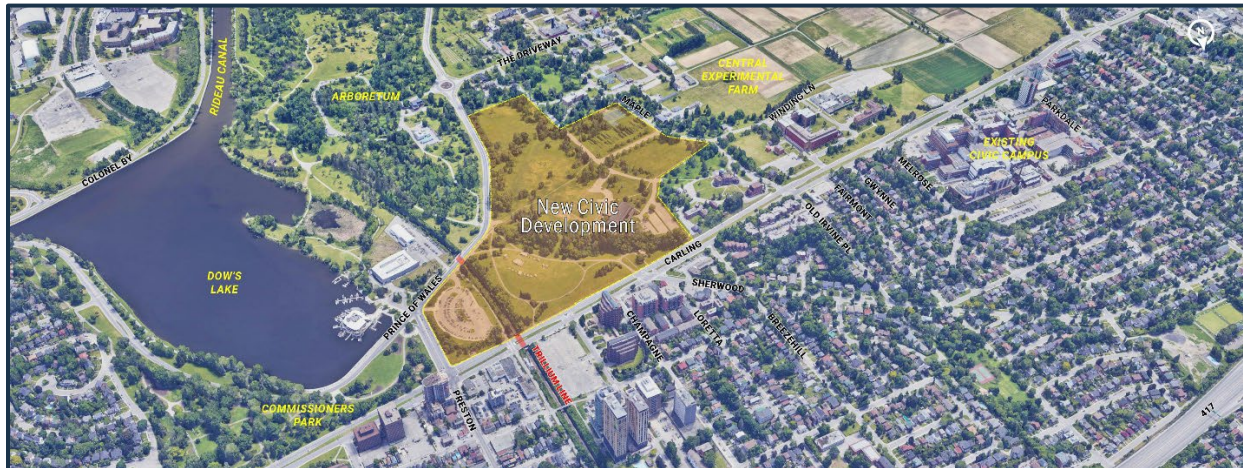 N
THE DRIVEWAY
RIDEAU CANAL
CENTRAL
EXPERIMENTAL
FARM
ARBORETUM
MAPLE
WINDING LN
PARKDALE
EXISTING
CIVIC CAMPUS
COLONEL BY
MELROSE
GWYNNE
FAIRMONT
New Civic
Development
OLD IRVINE PL
CARLING
DOW'S
LAKE
SHERWOOD
PRINCE OF WALES
CHAMPAGNE
LORETTA
BREEZEHILL
TRILLIUM LINE
PRESTON
COMMISSIONERS
PARK
417